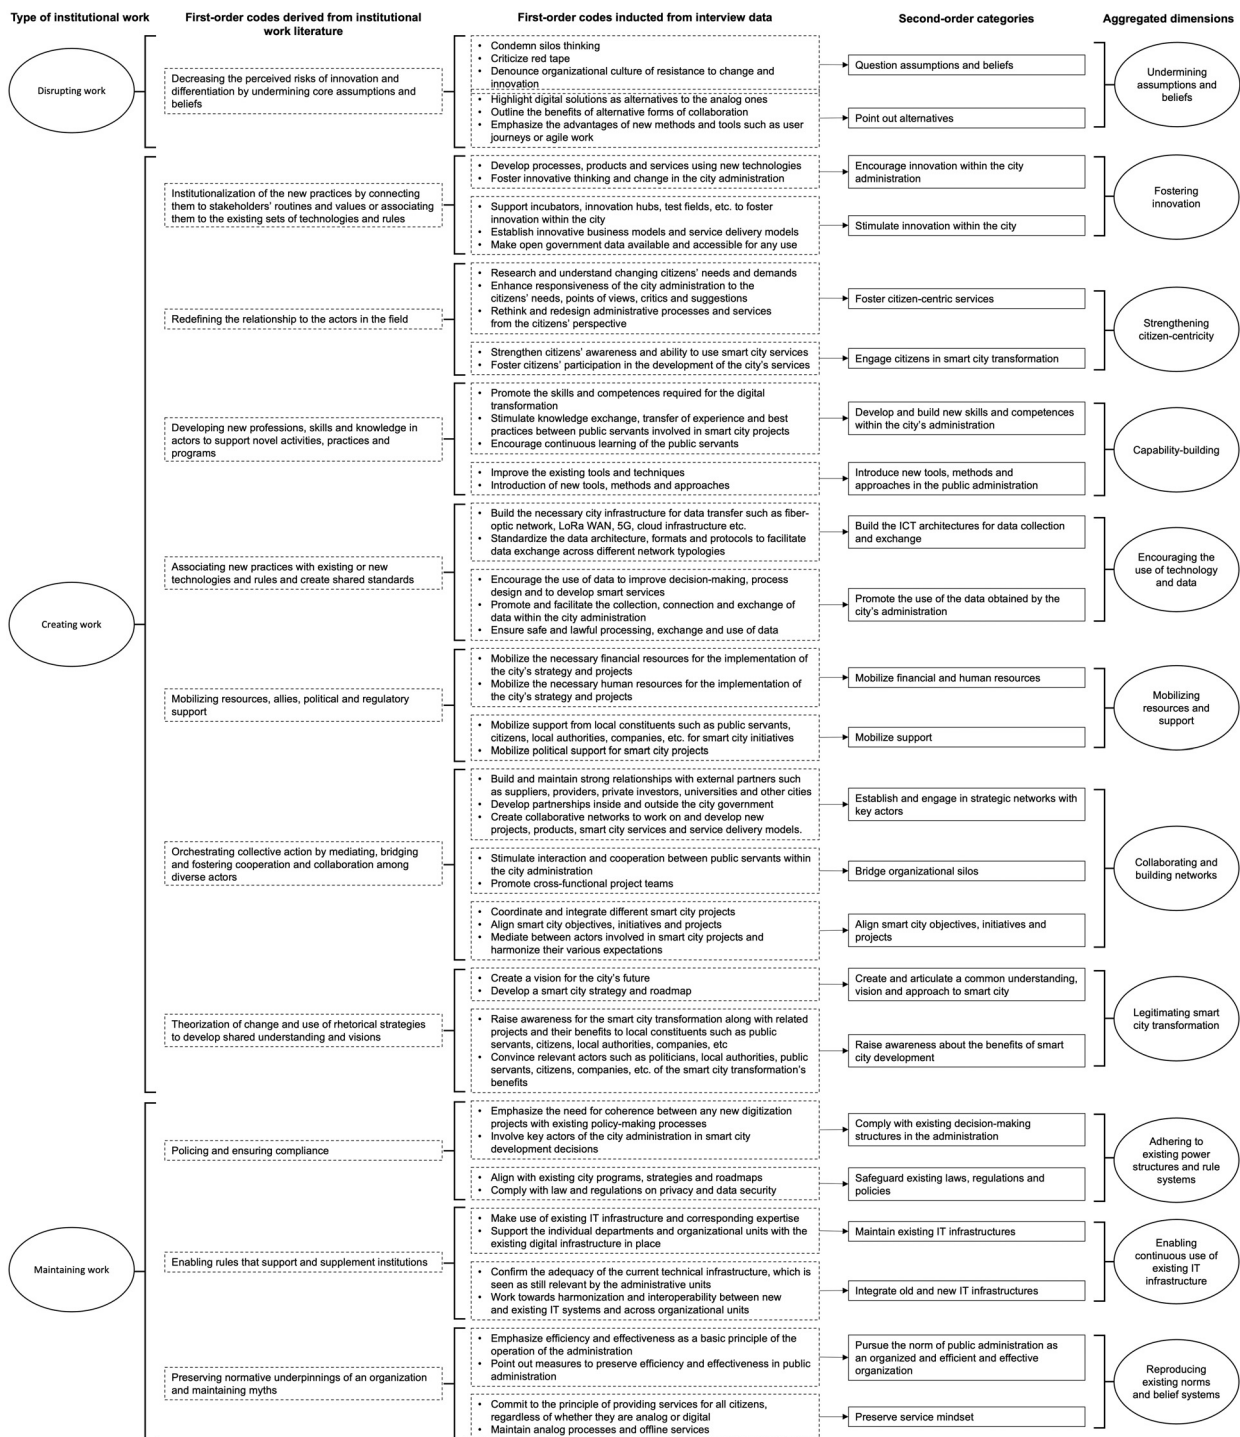 Type of institutional work
First-order codes derived from institutional
work literature
First-order codes inducted from interview data
Second-order categories
Aggregated dimensions
Disrupting work
Decreasing the perceived risks of innovation and
differentiation by undermining core assumptions and
beliefs
• Condemn silos thinking
• Criticize red tape
• Denounce organizational culture of resistance to change and
innovation
Question assumptions and beliefs
• Highlight digital solutions as alternatives to the analog ones
• Outline the benefits of alternative forms of collaboration
• Emphasize the advantages of new methods and tools such as user
journeys or agile work
Point out alternatives
Undermining
assumptions
and beliefs
Creating work
Institutionalization of the new practices by connecting
them to stakeholders' routines and values or associating
them to the existing sets of technologies and rules
• Develop processes, products and services using new technologies
• Foster innovative thinking and change in the city administration
Encourage innovation within the city
administration
• Support incubators, innovation hubs, test fields, etc. to foster
innovation within the city
• Establish innovative business models and service delivery models
• Make open government data available and accessible for any use
Stimulate innovation within the city
Fostering
innovation
Redefining the relationship to the actors in the field
• Research and understand changing citizens' needs and demands
• Enhance responsiveness of the city administration to the
citizens' needs, points of views, critics and suggestions
• Rethink and redesign administrative processes and services
from the citizens' perspective
Foster citizen-centric services
• Strengthen citizens' awareness and ability to use smart city services
• Foster citizens' participation in the development of the city's services
Engage citizens in smart city transformation
Strengthening
citizen-centricity
Developing new professions, skills and knowledge in
actors to support novel activities, practices and
programs
• Promote the skills and competences required for the digital
transformation
• Stimulate knowledge exchange, transfer of experience and best
practices between public servants involved in smart city projects
• Encourage continuous learning of the public servants
Develop and build new skills and competences
within the city's administration
• Improve the existing tools and techniques
• Introduction of new tools, methods and approaches
Introduce new tools, methods and
approaches in the public administration
Capability-building
Associating new practices with existing or new
technologies and rules and create shared standards
• Build the necessary city infrastructure for data transfer such as fiber-
optic network, LoRa WAN, 5G, cloud infrastructure etc.
• Standardize the data architecture, formats and protocols to facilitate
data exchange across different network typologies
Build the ICT architectures for data collection
and exchange
• Encourage the use of data to improve decision-making, process
design and to develop smart services
• Promote and facilitate the collection, connection and exchange of
data within the city administration
• Ensure safe and lawful processing, exchange and use of data
Promote the use of the data obtained by the
city's administration
Encouraging the
use of technology
and data
Mobilizing resources, allies, political and regulatory
support
• Mobilize the necessary financial resources for the implementation of
the city's strategy and projects
• Mobilize the necessary human resources for the implementation of
the city's strategy and projects
Mobilize financial and human resources
• Mobilize support from local constituents such as public servants,
citizens, local authorities, companies, etc. for smart city initiatives
• Mobilize political support for smart city projects
Mobilize support
Mobilizing
resources and
support
Orchestrating collective action by mediating, bridging
and fostering cooperation and collaboration among
diverse actors
• Build and maintain strong relationships with external partners such
as suppliers, providers, private investors, universities and other cities
• Develop partnerships inside and outside the city government
• Create collaborative networks to work on and develop new
projects, products, smart city services and service delivery models.
Establish and engage in strategic networks with
key actors
• Stimulate interaction and cooperation between public servants within
the city administration
• Promote cross-functional project teams
Bridge organizational silos
• Coordinate and integrate different smart city projects
• Align smart city objectives, initiatives and projects
• Mediate between actors involved in smart city projects and
harmonize their various expectations
Align smart city objectives, initiatives and
projects
Collaborating and
building networks
Theorization of change and use of rhetorical strategies
to develop shared understanding and visions
• Create a vision for the city's future
• Develop a smart city strategy and roadmap
Create and articulate a common understanding,
vision and approach to smart city
• Raise awareness for the smart city transformation along with related
projects and their benefits to local constituents such as public
servants, citizens, local authorities, companies, etc
• Convince relevant actors such as politicians, local authorities, public
servants, citizens, companies, etc. of the smart city transformation's
benefits
Raise awareness about the benefits of smart
city development
Legitimating smart
city transformation
Maintaining work
Policing and ensuring compliance
• Emphasize the need for coherence between any new digitization
projects with existing policy-making processes
• Involve key actors of the city administration in smart city
development decisions
Comply with existing decision-making
structures in the administration
• Align with existing city programs, strategies and roadmaps
• Comply with law and regulations on privacy and data security
Safeguard existing laws, regulations and
policies
Adhering to
existing power
structures and rule
systems
Enabling rules that support and supplement institutions
• Make use of existing IT infrastructure and corresponding expertise
• Support the individual departments and organizational units with the
existing digital infrastructure in place
Maintain existing IT infrastructures
• Confirm the adequacy of the current technical infrastructure, which is
seen as still relevant by the administrative units
• Work towards harmonization and interoperability between new
and existing IT systems and across organizational units
Integrate old and new IT infrastructures
Enabling
continuous use of
existing IT
infrastructure
Preserving normative underpinnings of an organization
and maintaining myths
• Emphasize efficiency and effectiveness as a basic principle of the
operation of the administration
• Point out measures to preserve efficiency and effectiveness in public
administration
Pursue the norm of public administration as
an organized and efficient and effective
organization
• Commit to the principle of providing services for all citizens,
regardless of whether they are analog or digital
• Maintain analog processes and offline services
Preserve service mindset
Reproducing
existing norms
and belief systems